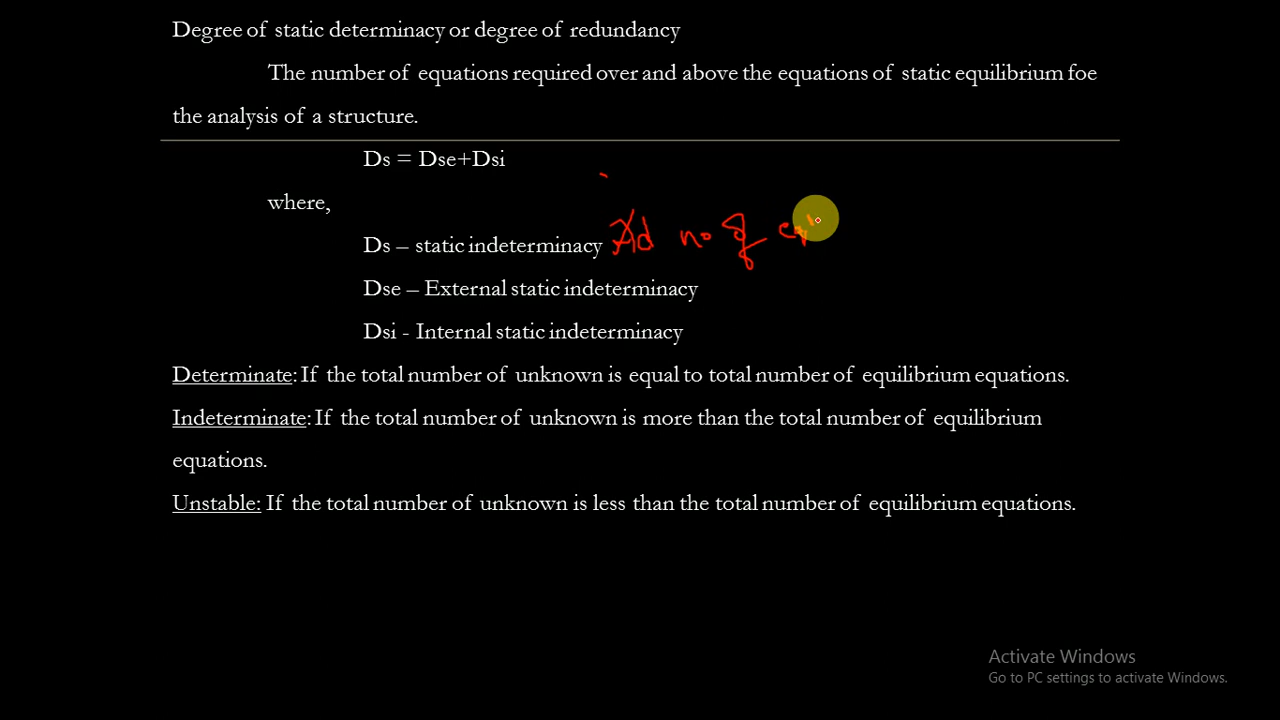 Degree of static determinacy or degree of redundancy
The number of equations required over and above the equations of static equilibrium foe
the analysis of a structure.
Ds = Dse+Dsi
where,
Ds – static indeterminacy Ad no of eq
Dse – External static indeterminacy
Dsi - Internal static indeterminacy
Determinate: If the total number of unknown is equal to total number of equilibrium equations.
Indeterminate: If the total number of unknown is more than the total number of equilibrium
equations.
Unstable: If the total number of unknown is less than the total number of equilibrium equations.
Activate Windows
Go to PC settings to activate Windows.